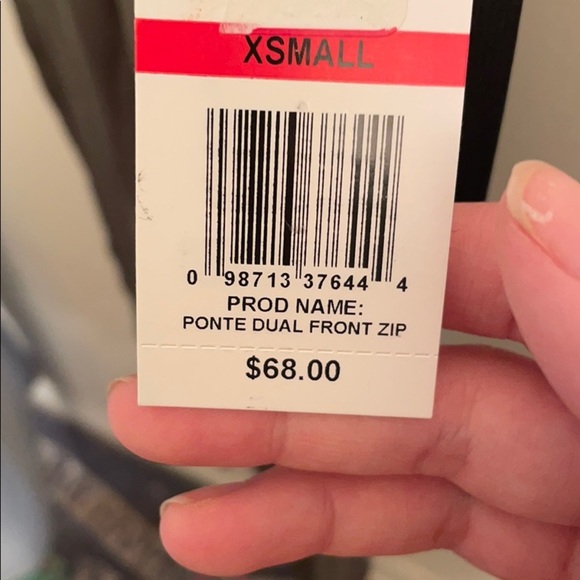 XSMALL
0 98713 37644 4
PROD NAME:
PONTE DUAL FRONT ZIP
$68.00